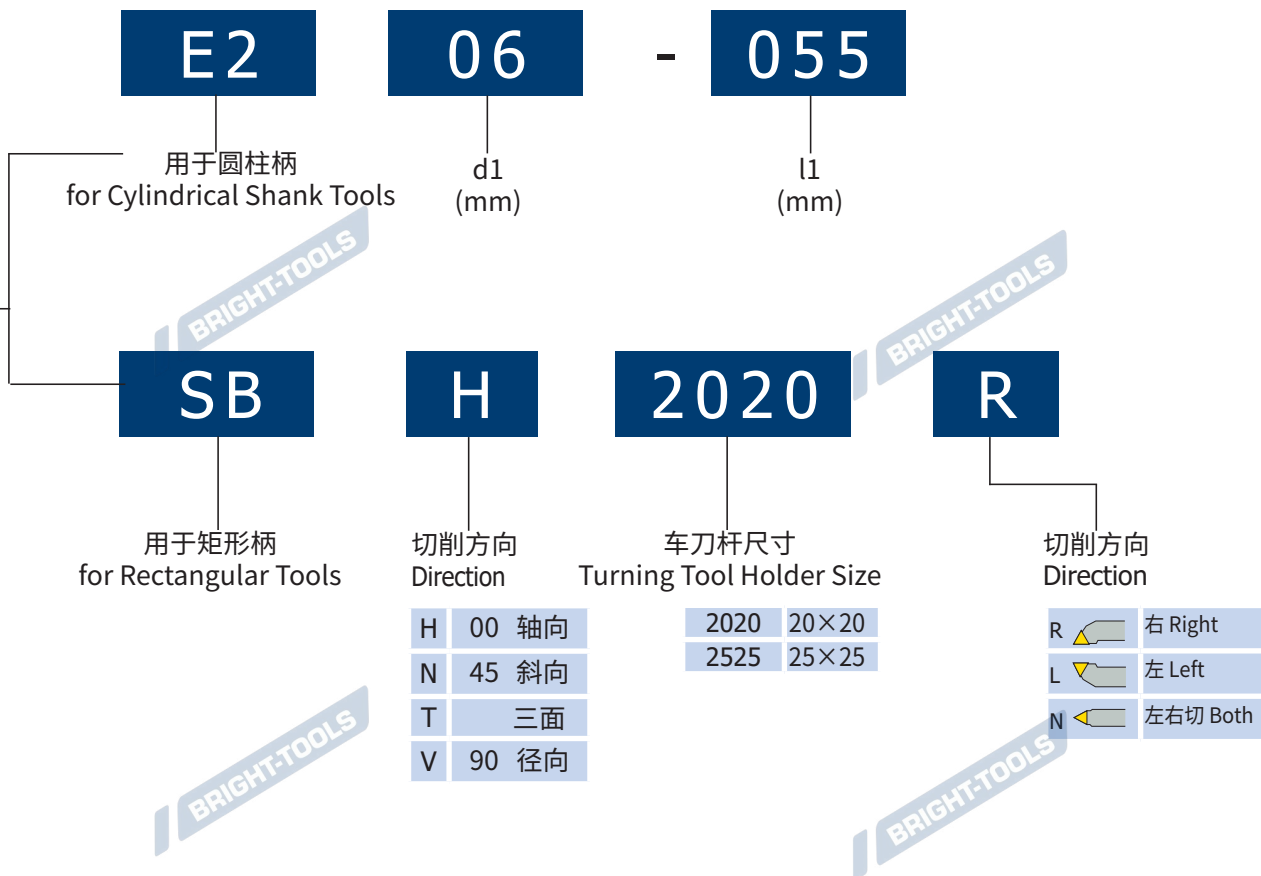 E2 06 - 055
用于圆柱柄
for Cylindrical Shank Tools
d1
(mm)
l1
(mm)
BRIGHT-TOOLS
BRIGHT-TOOLS
SB H 2020 R
用于矩形柄
for Rectangular Tools
切削方向
Direction
H 00 轴向
N 45 斜向
T 三面
V 90 径向
车刀杆尺寸
Turning Tool Holder Size
2020 20×20
2525 25×25
切削方向
Direction
R 右 Right
L 左 Left
N 左右切 Both
BRIGHT-TOOLS
BRIGHT-TOOLS